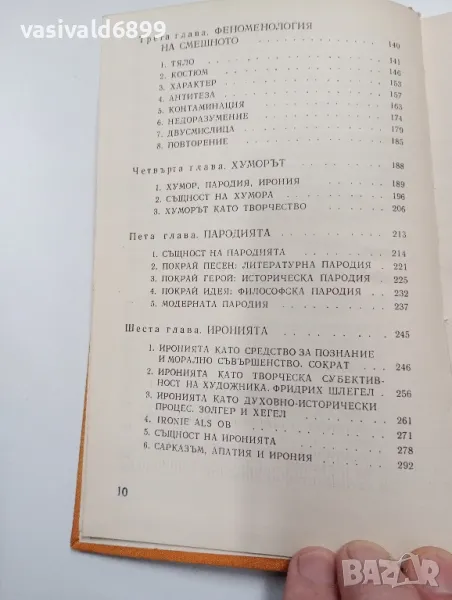 vasivald6899
Трета глава. ФЕНОМЕНОЛОГИЯ
НА СМЕШНОТО 140
1. ТЯЛО 141
2. КОСТЮМ 146
3. ХАРАКТЕР 153
4. АНТИТЕЗА 157
5. КОНТАМИНАЦИЯ 163
6. НЕДОРАЗУМЕНИЕ 174
7. ДВУСМИСЛИЦА 179
8. ПОВТОРЕНИЕ 185
Четвърта глава. ХУМОРЪТ 188
1. ХУМОР, ПАРОДИЯ, ИРОНИЯ 189
2. СЪЩНОСТ НА ХУМОРА 196
3. ХУМОРЪТ КАТО ТВОРЧЕСТВО 206
Пета глава. ПАРОДИЯТА 213
1. СЪЩНОСТ НА ПАРОДИЯТА 214
2. ПОКРАЙ ПЕСЕН: ЛИТЕРАТУРНА ПАРОДИЯ 221
3. ПОКРАЙ ГЕРОЙ: ИСТОРИЧЕСКА ПАРОДИЯ 225
4. ПОКРАЙ ИДЕЯ: ФИЛОСОФСКА ПАРОДИЯ 232
5. МОДЕРНАТА ПАРОДИЯ 237
Шеста глава. ИРОНИЯТА 245
1. ИРОНИЯТА КАТО СРЕДСТВО ЗА ПОЗНАНИЕ
И МОРАЛНО СЪВЪРШЕНСТВО. СОКРАТ 246
2. ИРОНИЯТА КАТО ТВОРЧЕСКА СУБЕКТИВ-
НОСТ НА ХУДОЖНИКА. ФРИДРИХ ШЛЕГЕЛ 256
3. ИРОНИЯТА КАТО ДУХОВНО-ИСТОРИЧЕСКИ
ПРОЦЕС. ЗОЛГЕР И ХЕГЕЛ 261
4. IRONIE ALS OB 271
5. СЪЩНОСТ НА ИРОНИЯТА 278
6. САРКАЗЪМ, АПАТИЯ И ИРОНИЯ 292
10
BAZAR.BG